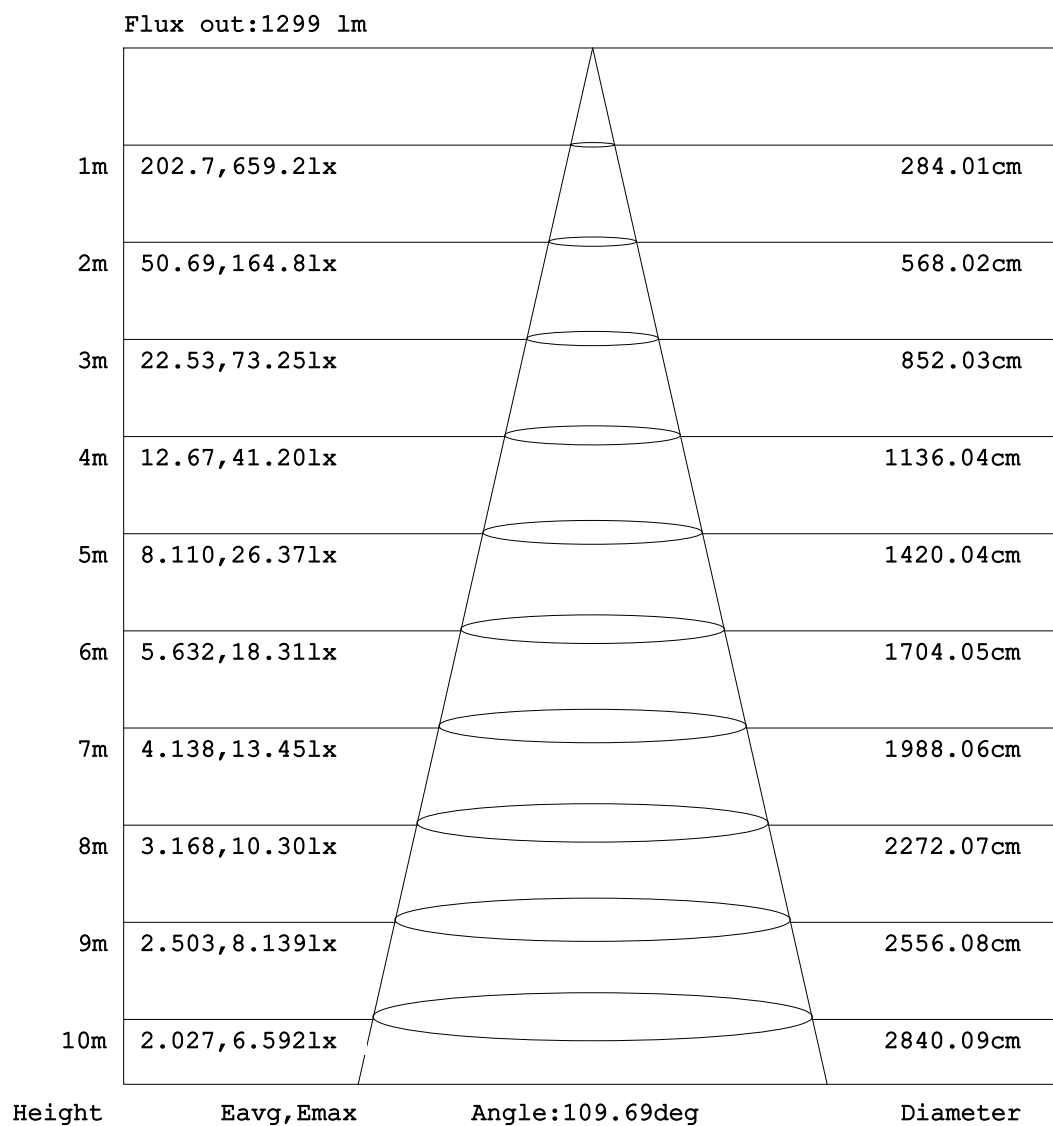 Flux out:1299 lm
1m 202.7,659.2lx 284.01cm
2m 50.69,164.8lx 568.02cm
3m 22.53,73.25lx 852.03cm
4m 12.67,41.20lx 1136.04cm
5m 8.110,26.37lx 1420.04cm
6m 5.632,18.31lx 1704.05cm
7m 4.138,13.45lx 1988.06cm
8m 3.168,10.30lx 2272.07cm
9m 2.503,8.139lx 2556.08cm
10m 2.027,6.592lx 2840.09cm
Height Eavg,Emax Angle:109.69deg Diameter